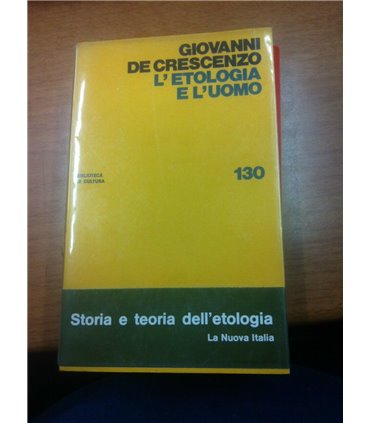 GIOVANNI
DE CRESCENZO
L'ETOLOGIA
E L'UOMO
BIBLIOTECA
DI CULTURA
130
Storia e teoria dell'etologia
La Nuova Italia